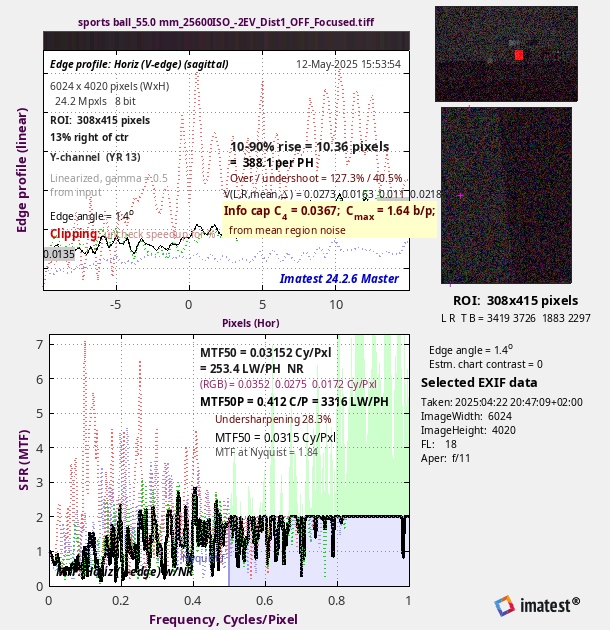 sports ball_55.0 mm_25600ISO_-2EV_Dist1_OFF_Focused.tiff
Edge profile: Horiz (V-edge) (sagittal)
12-May-2025 15:53:54
6024 x 4020 pixels (WxH)
24.2 Mpxls 8 bit
ROI: 308x415 pixels
13% right of ctr
Y-channel (YR 13)
Linearized, gamma = 0.5
from input
Edge angle = 1.4°
Clipping:
0.0135
10-90% rise = 10.36 pixels
= 388.1 per PH
Over / undershoot = 127.3% / 40.5%
V(L,R,mean,Δ) = 0.0273 0.0163 0.011 0.0218
Info cap C4 = 0.0367; Cmax = 1.64 b/p;
from mean region noise
Imatest 24.2.6 Master
Edge profile (linear)
-5 0 5 10
Pixels (Hor)
ROI: 308x415 pixels
L R T B = 3419 3726 1883 2297
Edge angle = 1.4°
Estm. chart contrast = 0
Selected EXIF data
Taken: 2025:04:22 20:47:09+02:00
ImageWidth: 6024
ImageHeight: 4020
FL: 18
Aper: f/11
MTF50 = 0.03152 Cy/Pxl
= 253.4 LW/PH NR
(RGB) = 0.0352 0.0275 0.0172 Cy/Pxl
MTF50P = 0.412 C/P = 3316 LW/PH
Undersharpening 28.3%
MTF50 = 0.0315 Cy/Pxl
MTF at Nyquist = 1.84
SFR (MTF)
7
6
5
4
3
2
1
0
Nyquist
MTF: Horiz (V-edge) w/NR
0 0.2 0.4 0.6 0.8 1
Frequency, Cycles/Pixel
imatest®